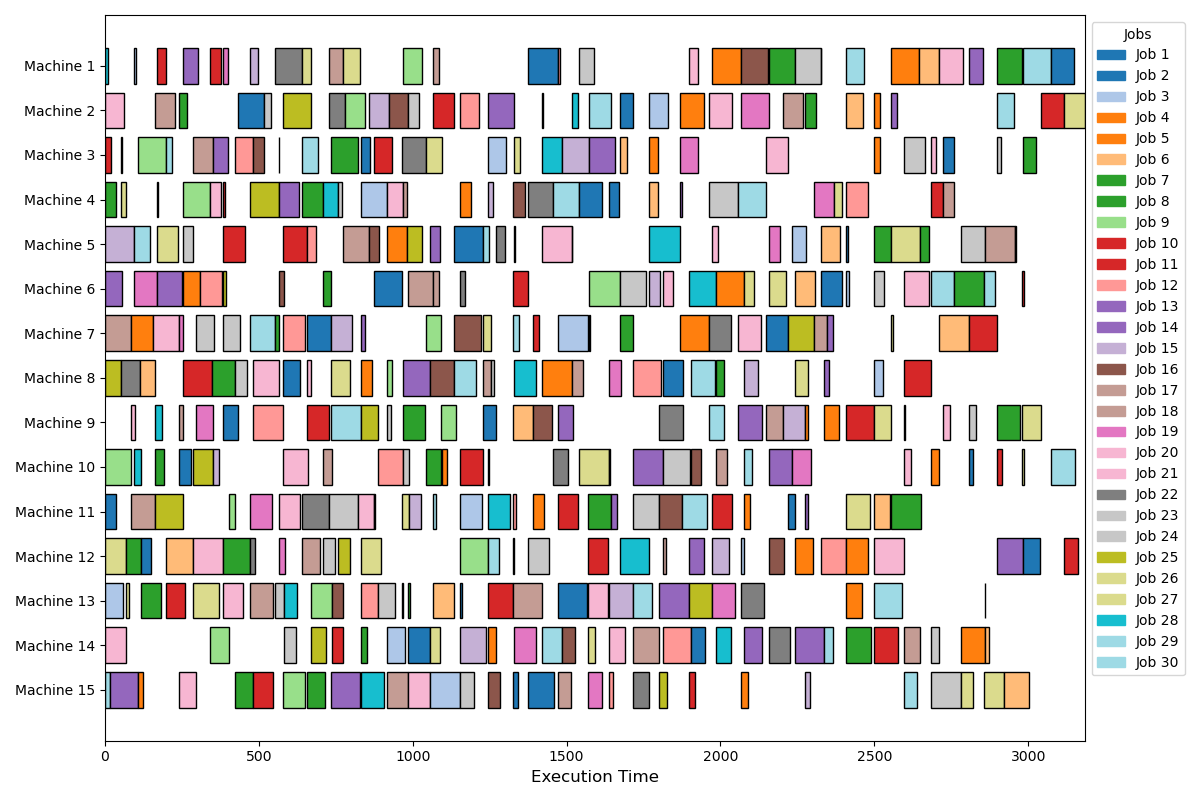 Machine 1
Machine 2
Machine 3
Machine 4
Machine 5
Machine 6
Machine 7
Machine 8
Machine 9
Machine 10
Machine 11
Machine 12
Machine 13
Machine 14
Machine 15
0 500 1000 1500 2000 2500 3000
Execution Time
Jobs
Job 1
Job 2
Job 3
Job 4
Job 5
Job 6
Job 7
Job 8
Job 9
Job 10
Job 11
Job 12
Job 13
Job 14
Job 15
Job 16
Job 17
Job 18
Job 19
Job 20
Job 21
Job 22
Job 23
Job 24
Job 25
Job 26
Job 27
Job 28
Job 29
Job 30